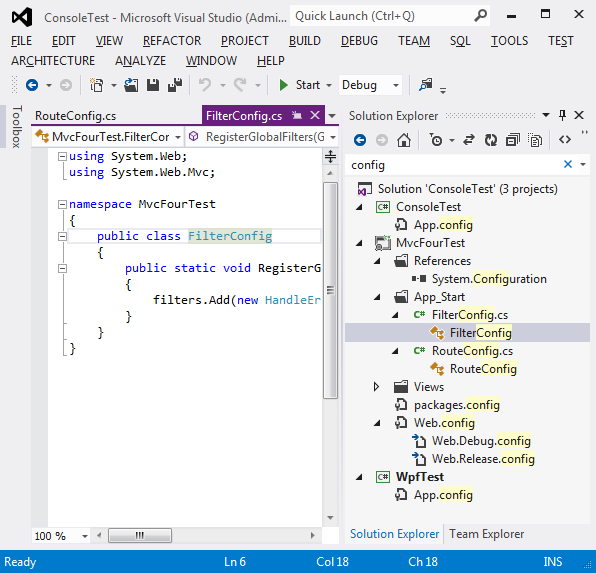 ConsoleTest - Microsoft Visual Studio (Admi...
Quick Launch (Ctrl+Q)
FILE EDIT VIEW REFACTOR PROJECT BUILD DEBUG TEAM SQL TOOLS TEST
ARCHITECTURE ANALYZE WINDOW HELP
Start Debug
Toolbox
RouteConfig.cs FilterConfig.cs
MvcFourTest.FilterCor RegisterGlobalFilters(G
using System.Web;
using System.Web.Mvc;
namespace MvcFourTest
{
public class FilterConfig
{
public static void RegisterG
{
filters.Add(new HandleEr
}
}
}
100 %
Solution Explorer
config
Solution 'ConsoleTest' (3 projects)
ConsoleTest
App.config
MvcFourTest
References
System.Configuration
App_Start
FilterConfig.cs
FilterConfig
RouteConfig.cs
RouteConfig
Views
packages.config
Web.config
Web.Debug.config
Web.Release.config
WpfTest
App.config
Solution Explorer Team Explorer
Ready Ln 6 Col 18 Ch 18 INS